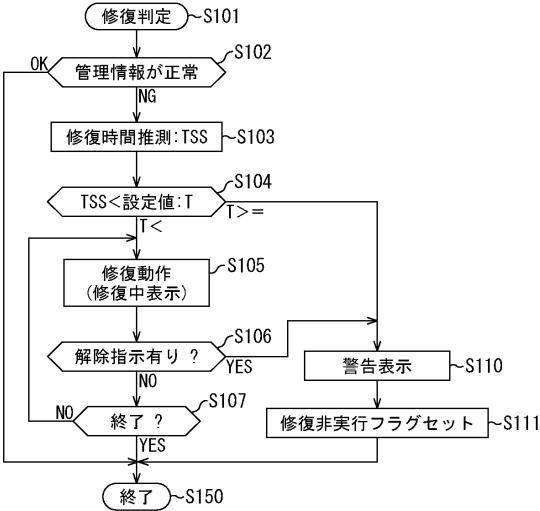 修復判定 S101
OK
管理情報が正常 S102
NG
修復時間推測:TSS S103
TSS<設定値:T S104
T>=
T<
修復動作 S105
(修復中表示)
解除指示有り ? S106
YES
NO
警告表示 S110
NO
終了 ? S107
修復非実行フラグセット S111
YES
終了 S150